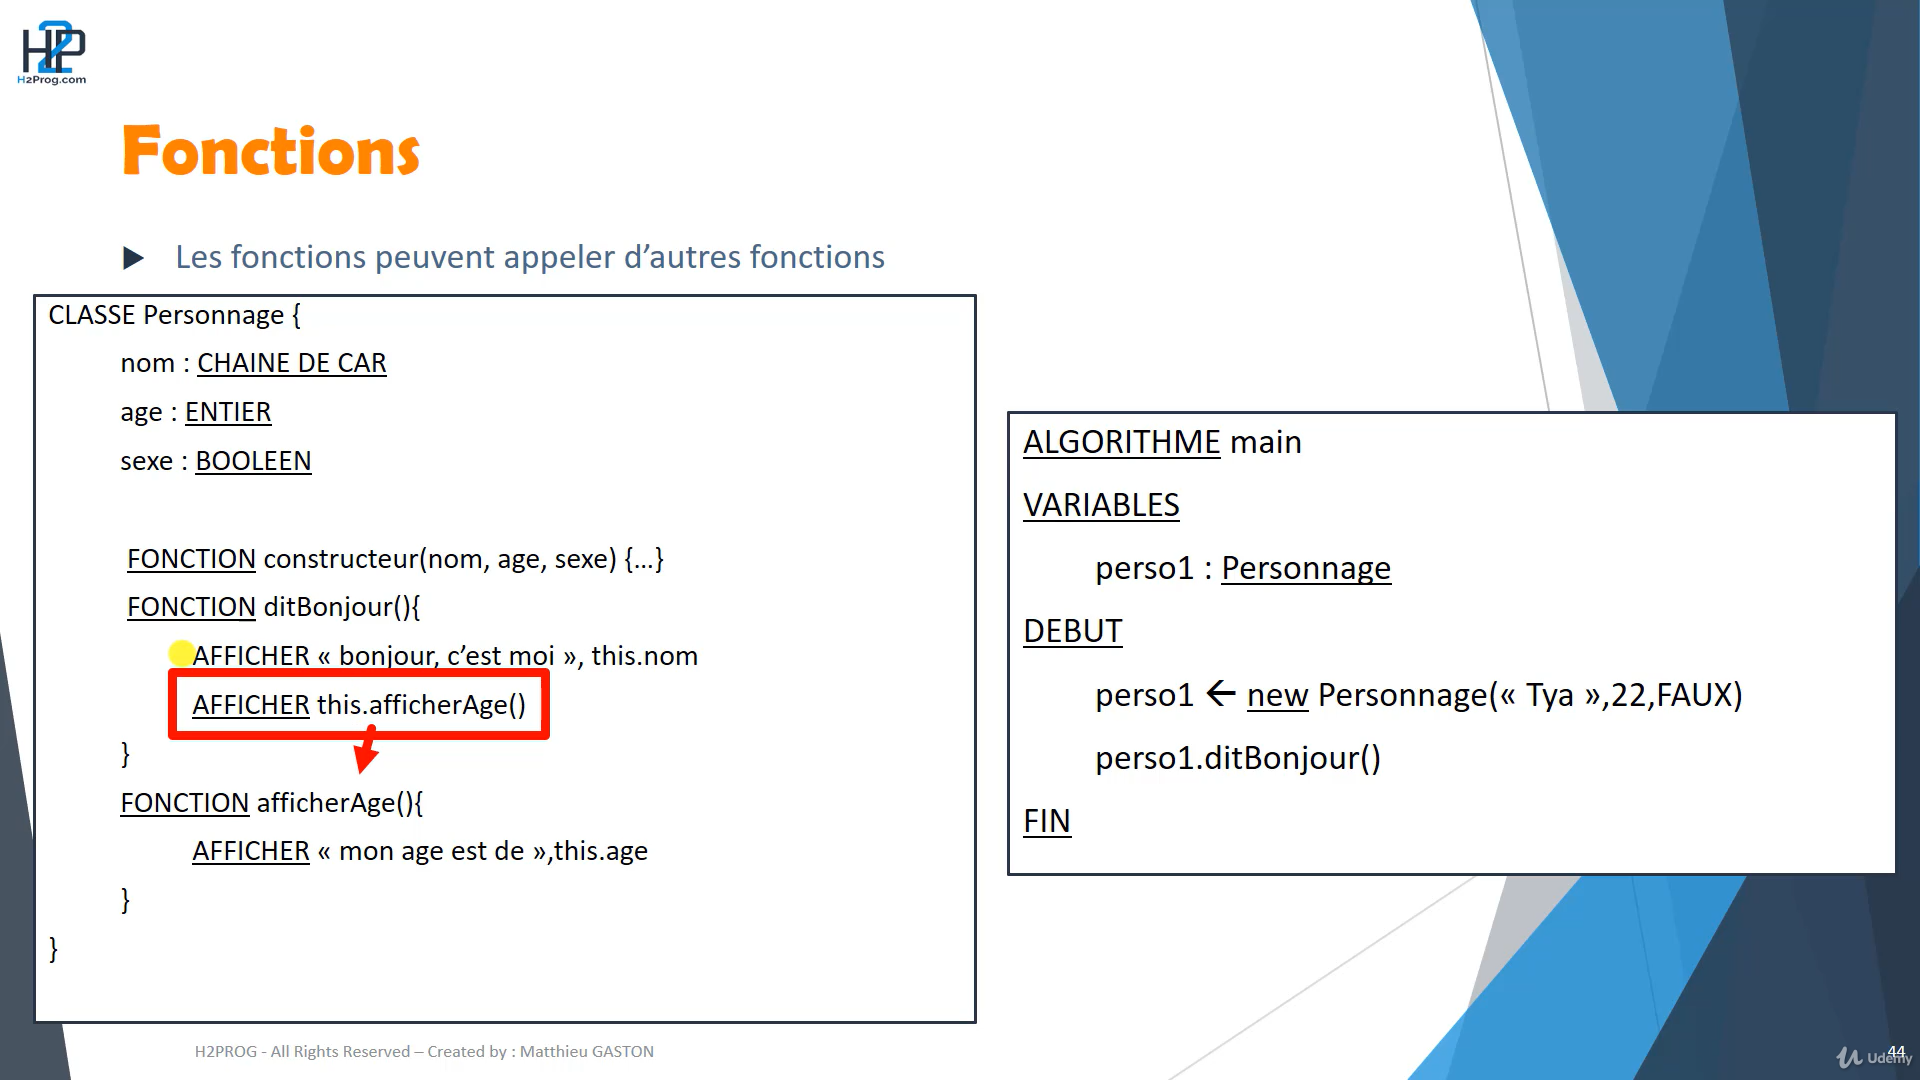 H2P
H2Prog.com
Fonctions
Les fonctions peuvent appeler d’autres fonctions
CLASSE Personnage {
nom : CHAINE DE CAR
age : ENTIER
sexe : BOOLEEN
FONCTION constructeur(nom, age, sexe) {...}
FONCTION ditBonjour(){
AFFICHER « bonjour, c’est moi », this.nom
AFFICHER this.afficherAge()
}
FONCTION afficherAge(){
AFFICHER « mon age est de »,this.age
}
}
ALGORITHME main
VARIABLES
perso1 : Personnage
DEBUT
perso1 ← new Personnage(« Tya »,22,FAUX)
perso1.ditBonjour()
FIN
H2PROG - All Rights Reserved – Created by : Matthieu GASTON
44
Udemy